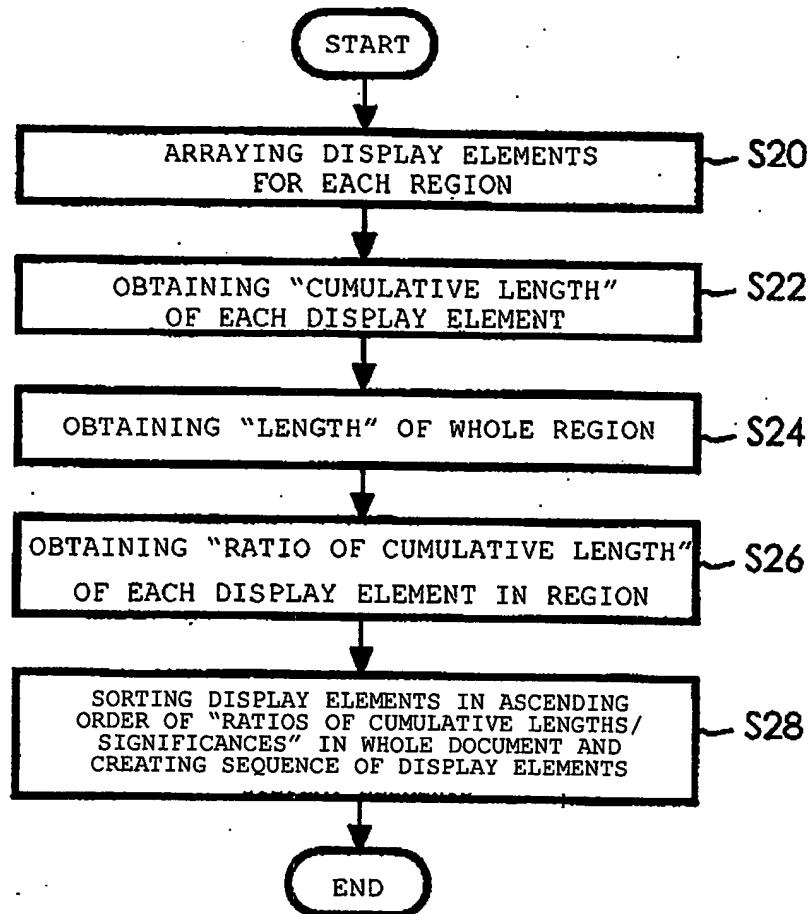 START
ARRAYING DISPLAY ELEMENTS
FOR EACH REGION
S20
OBTAINING “CUMULATIVE LENGTH”
OF EACH DISPLAY ELEMENT
S22
OBTAINING “LENGTH” OF WHOLE REGION
S24
OBTAINING “RATIO OF CUMULATIVE LENGTH”
OF EACH DISPLAY ELEMENT IN REGION
S26
SORTING DISPLAY ELEMENTS IN ASCENDING
ORDER OF “RATIOS OF CUMULATIVE LENGTHS/
SIGNIFICANCES” IN WHOLE DOCUMENT AND
CREATING SEQUENCE OF DISPLAY ELEMENTS
S28
END